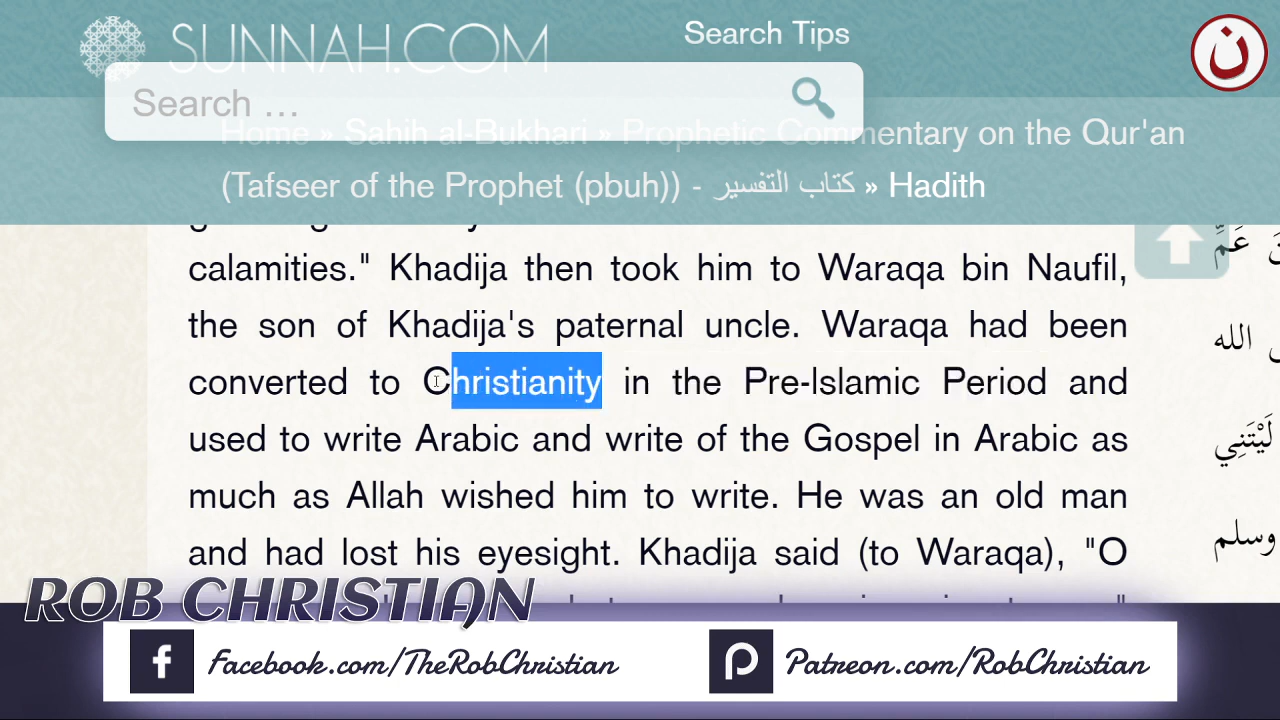 SUNNAH.COM
Search Tips
ن
Search ...
Home » Sahih al-Bukhari » Prophetic Commentary on the Qur'an
(Tafseer of the Prophet (pbuh)) - كتاب التفسير » Hadith
calamities." Khadija then took him to Waraqa bin Naufil,
the son of Khadija's paternal uncle. Waraqa had been
converted to Christianity in the Pre-Islamic Period and
used to write Arabic and write of the Gospel in Arabic as
much as Allah wished him to write. He was an old man
and had lost his eyesight. Khadija said (to Waraqa), "O
عَمِّ
الله
لَيْتَنِي
وسلم
ROB CHRISTIAN
Facebook.com/TheRobChristian
Patreon.com/RobChristian